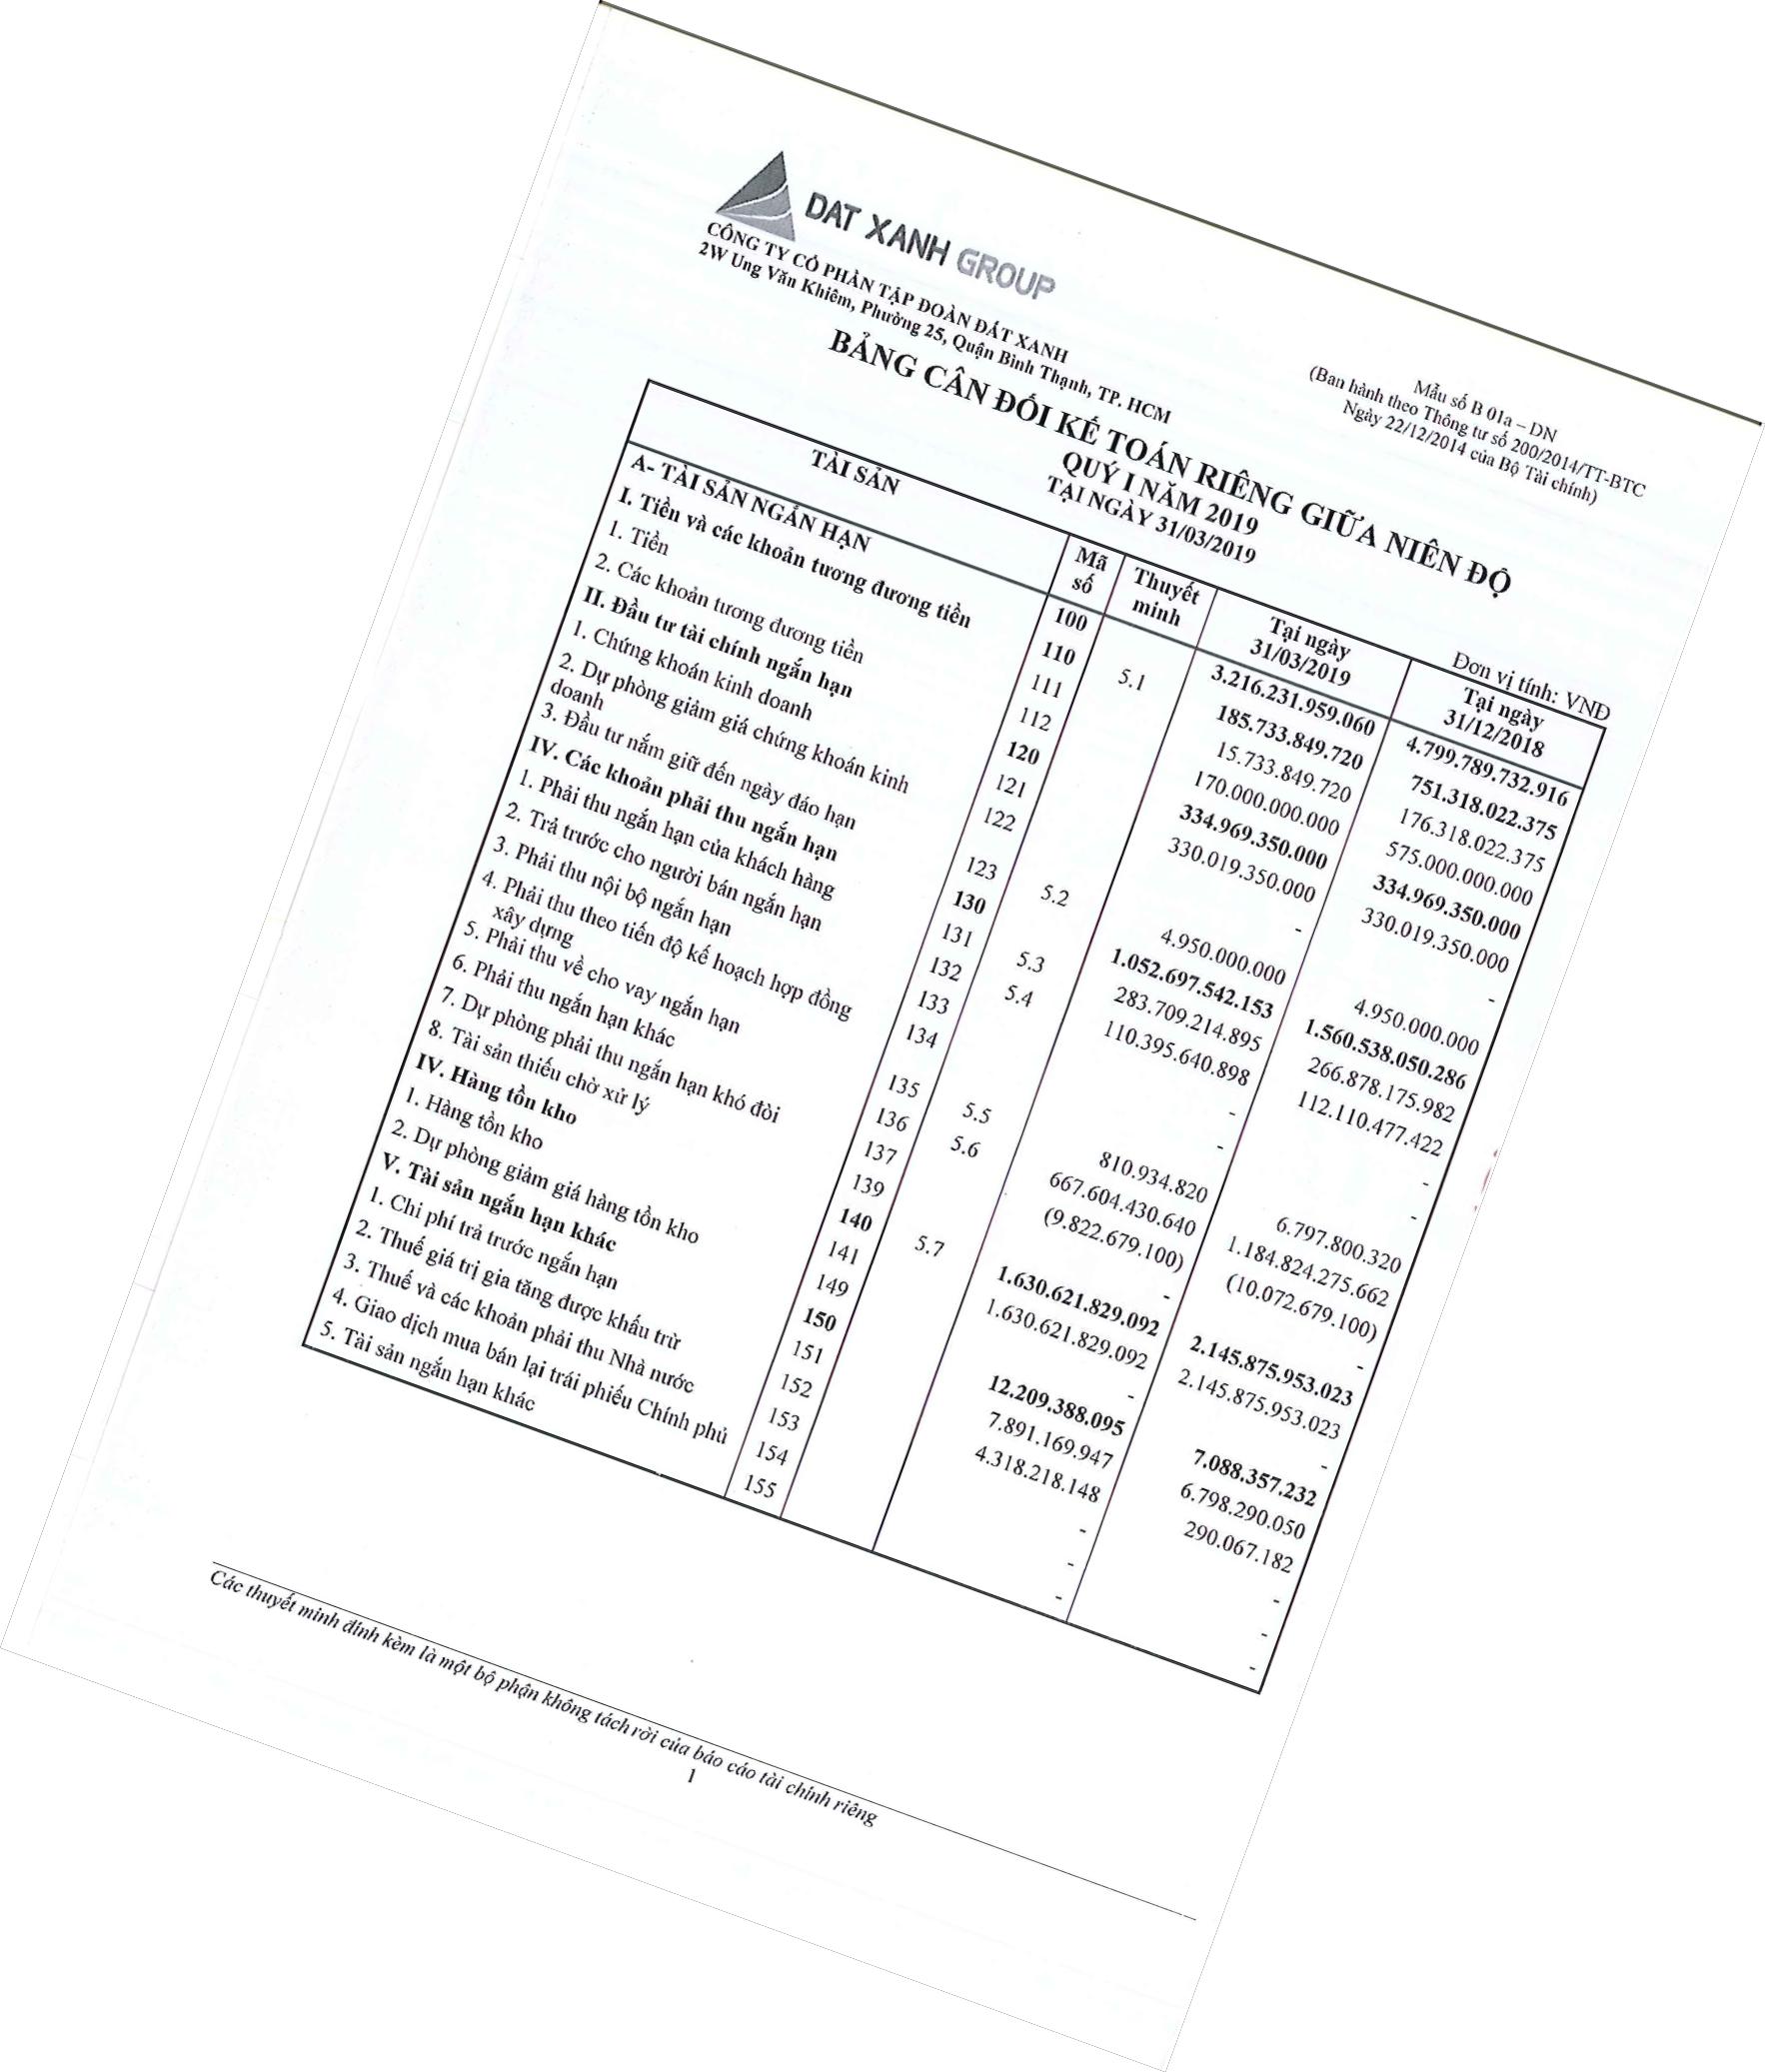 DAT XANH GROUP
CÔNG TY CỔ PHẦN TẬP ĐOÀN ĐẤT XANH
2W Ung Văn Khiêm, Phường 25, Quận Bình Thạnh, TP. HCM
Mẫu số B 01a – DN
(Ban hành theo Thông tư số 200/2014/TT-BTC
Ngày 22/12/2014 của Bộ Tài chính)
BẢNG CÂN ĐỐI KẾ TOÁN RIÊNG GIỮA NIÊN ĐỘ
QUÝ I NĂM 2019
TẠI NGÀY 31/03/2019
Đơn vị tính: VNĐ
TÀI SẢN Mã số Thuyết minh Tại ngày 31/03/2019 Tại ngày 31/12/2018
A- TÀI SẢN NGẮN HẠN 100 3.216.231.959.060 4.799.789.732.916
I. Tiền và các khoản tương đương tiền 110 5.1 185.733.849.720 751.318.022.375
1. Tiền 111 15.733.849.720 176.318.022.375
2. Các khoản tương đương tiền 112 170.000.000.000 575.000.000.000
II. Đầu tư tài chính ngắn hạn 120 334.969.350.000 334.969.350.000
1. Chứng khoán kinh doanh 121 330.019.350.000 330.019.350.000
2. Dự phòng giảm giá chứng khoán kinh
doanh 122 - -
3. Đầu tư nắm giữ đến ngày đáo hạn 123 5.2 4.950.000.000 4.950.000.000
IV. Các khoản phải thu ngắn hạn 130 1.052.697.542.153 1.560.538.050.286
1. Phải thu ngắn hạn của khách hàng 131 5.3 283.709.214.895 266.878.175.982
2. Trả trước cho người bán ngắn hạn 132 5.4 110.395.640.898 112.110.477.422
3. Phải thu nội bộ ngắn hạn 133 - -
4. Phải thu theo tiến độ kế hoạch hợp đồng
xây dựng 134 - -
5. Phải thu về cho vay ngắn hạn 135 5.5 810.934.820 6.797.800.320
6. Phải thu ngắn hạn khác 136 5.6 667.604.430.640 1.184.824.275.662
7. Dự phòng phải thu ngắn hạn khó đòi 137 (9.822.679.100) (10.072.679.100)
8. Tài sản thiếu chờ xử lý 139 - -
IV. Hàng tồn kho 140 5.7 1.630.621.829.092 2.145.875.953.023
1. Hàng tồn kho 141 1.630.621.829.092 2.145.875.953.023
2. Dự phòng giảm giá hàng tồn kho 149 - -
V. Tài sản ngắn hạn khác 150 12.209.388.095 7.088.357.232
1. Chi phí trả trước ngắn hạn 151 7.891.169.947 6.798.290.050
2. Thuế giá trị gia tăng được khấu trừ 152 4.318.218.148 290.067.182
3. Thuế và các khoản phải thu Nhà nước 153 - -
4. Giao dịch mua bán lại trái phiếu Chính phủ 154 - -
5. Tài sản ngắn hạn khác 155 - -
Các thuyết minh đính kèm là một bộ phận không tách rời của báo cáo tài chính riêng
1